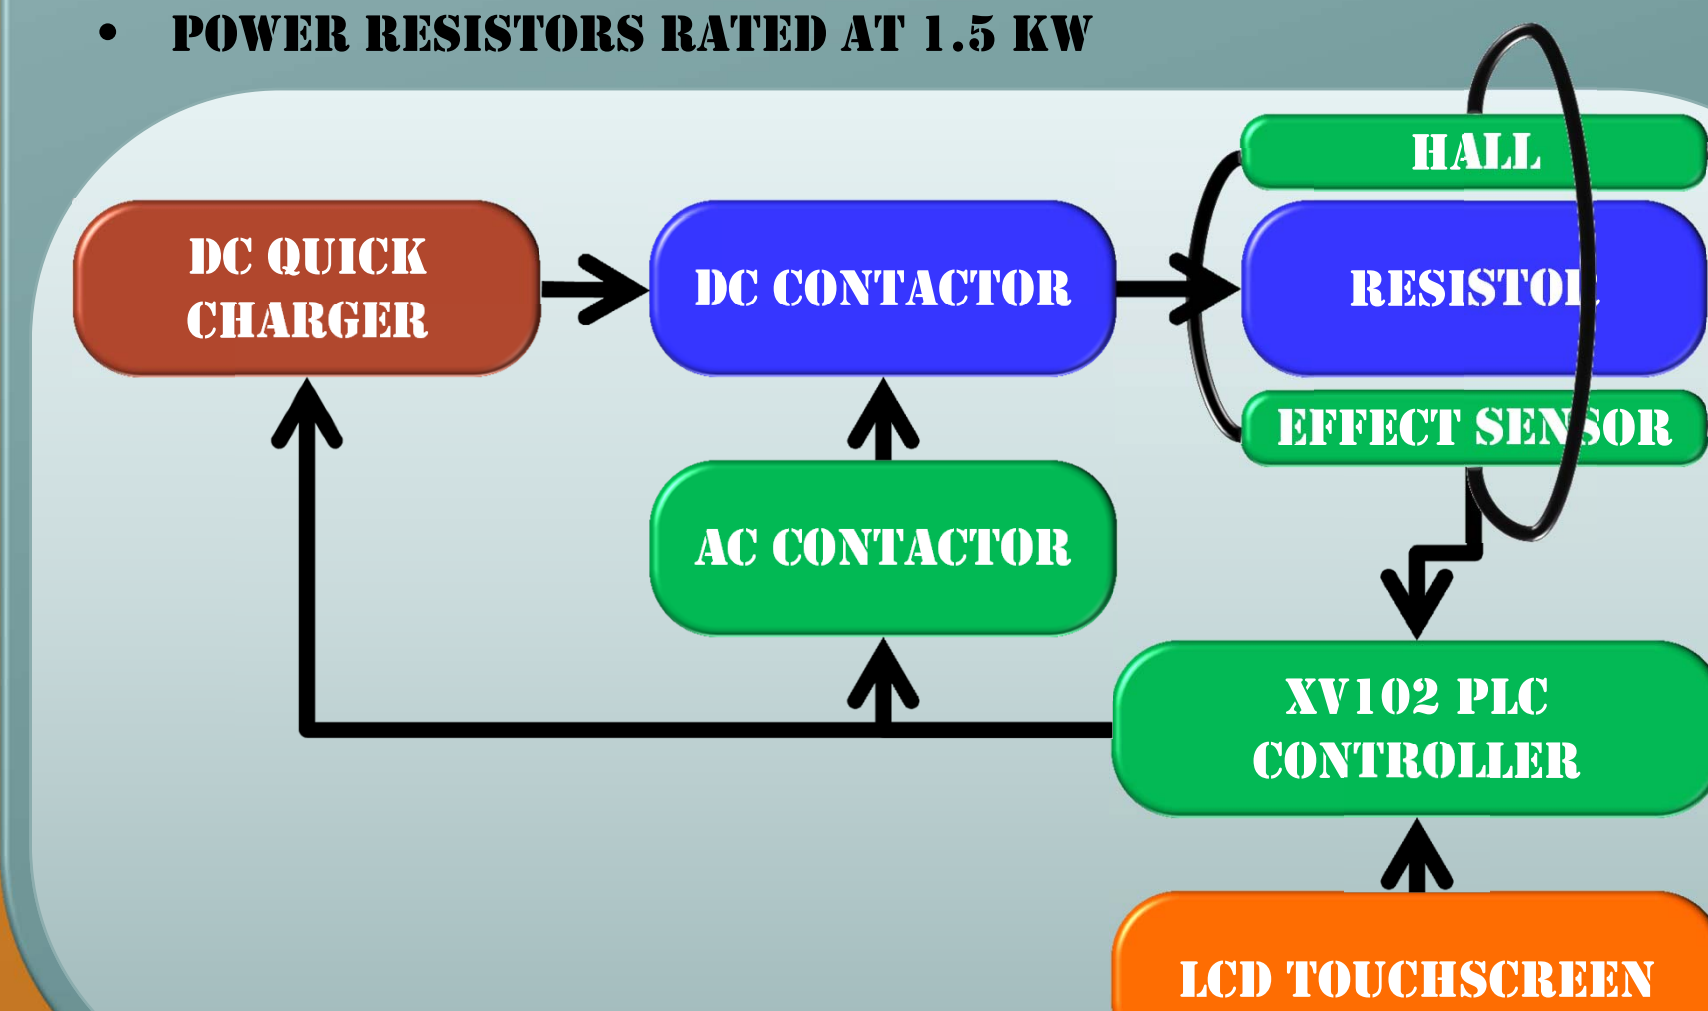 • POWER RESISTORS RATED AT 1.5 KW
HALL
DC QUICK
CHARGER
DC CONTACTOR
RESISTOR
EFFECT SENSOR
AC CONTACTOR
XV102 PLC
CONTROLLER
LCD TOUCHSCREEN